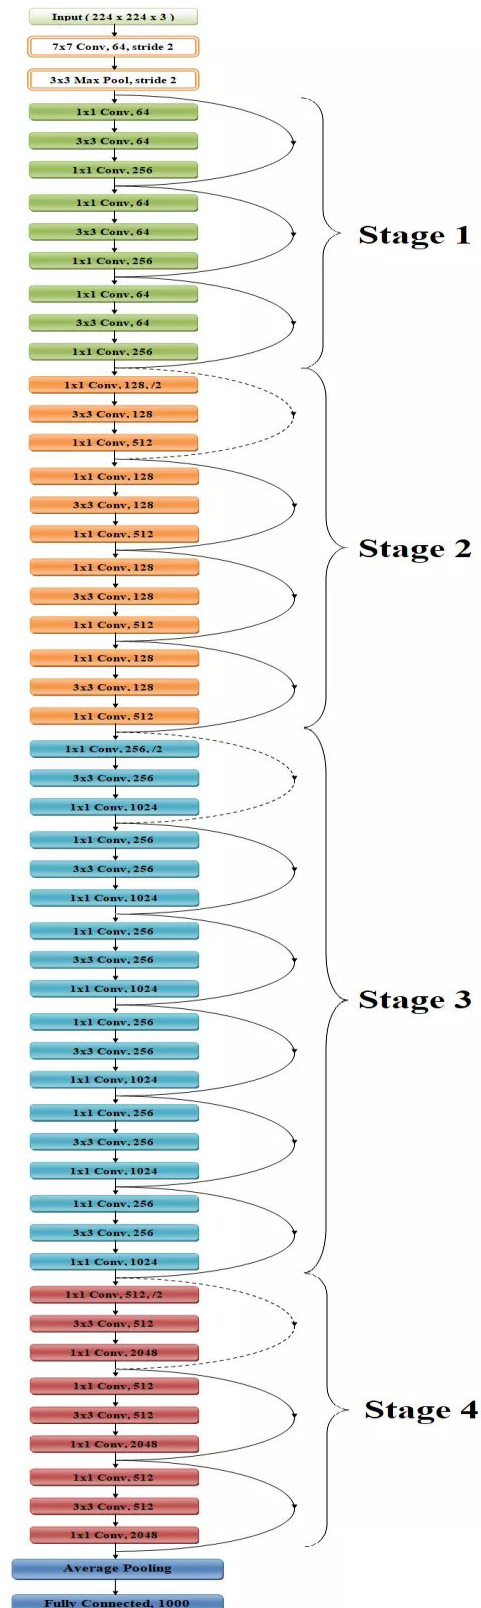 Input ( 224 x 224 x 3 )
7x7 Conv, 64, stride 2
3x3 Max Pool, stride 2
1x1 Conv, 64
3x3 Conv, 64
1x1 Conv, 256
1x1 Conv, 64
3x3 Conv, 64
1x1 Conv, 256
1x1 Conv, 64
3x3 Conv, 64
1x1 Conv, 256
Stage 1
1x1 Conv, 128, /2
3x3 Conv, 128
1x1 Conv, 512
1x1 Conv, 128
3x3 Conv, 128
1x1 Conv, 512
1x1 Conv, 128
3x3 Conv, 128
1x1 Conv, 512
1x1 Conv, 128
3x3 Conv, 128
1x1 Conv, 512
Stage 2
1x1 Conv, 256, /2
3x3 Conv, 256
1x1 Conv, 1024
1x1 Conv, 256
3x3 Conv, 256
1x1 Conv, 1024
1x1 Conv, 256
3x3 Conv, 256
1x1 Conv, 1024
1x1 Conv, 256
3x3 Conv, 256
1x1 Conv, 1024
1x1 Conv, 256
3x3 Conv, 256
1x1 Conv, 1024
1x1 Conv, 256
3x3 Conv, 256
1x1 Conv, 1024
Stage 3
1x1 Conv, 512, /2
3x3 Conv, 512
1x1 Conv, 2048
1x1 Conv, 512
3x3 Conv, 512
1x1 Conv, 2048
1x1 Conv, 512
3x3 Conv, 512
1x1 Conv, 2048
Stage 4
Average Pooling
Fully Connected, 1000